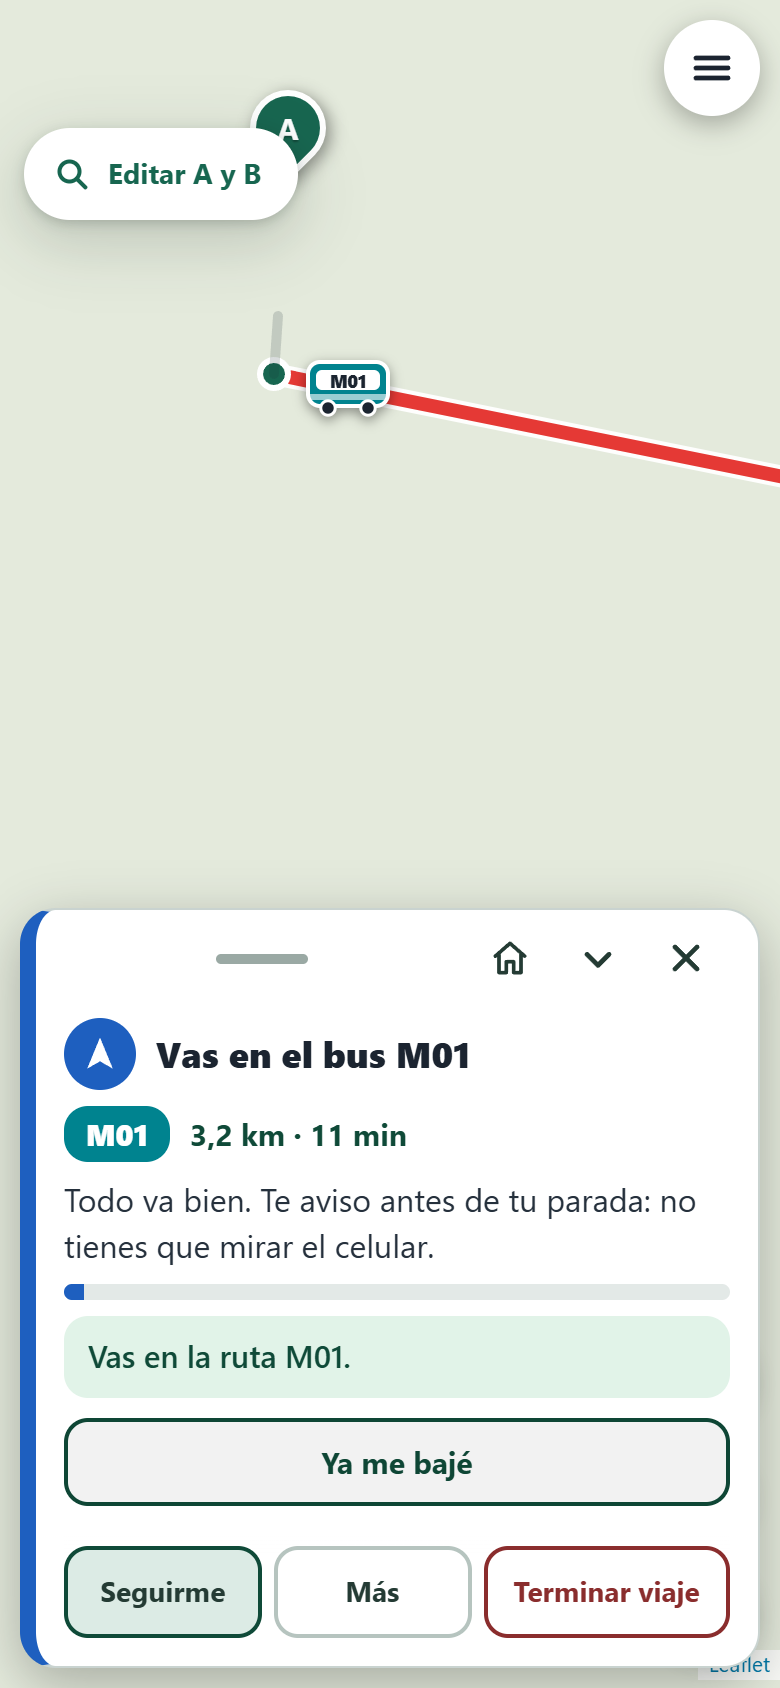 A
Editar A y B
M01
Vas en el bus M01
M01 3,2 km · 11 min
Todo va bien. Te aviso antes de tu parada: no
tienes que mirar el celular.
Vas en la ruta M01.
Ya me bajé
Seguirme Más Terminar viaje
Leaflet